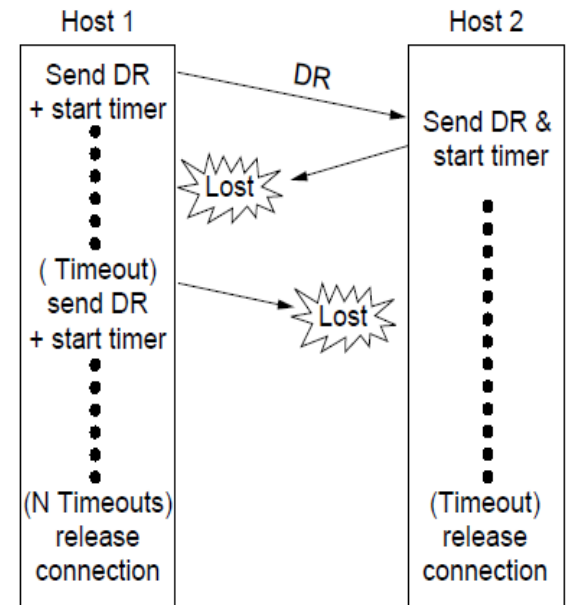 Host 1
Host 2
Send DR
+ start timer
DR
Send DR &
start timer
Lost
( Timeout)
send DR
+ start timer
Lost
(N Timeouts)
release
connection
(Timeout)
release
connection